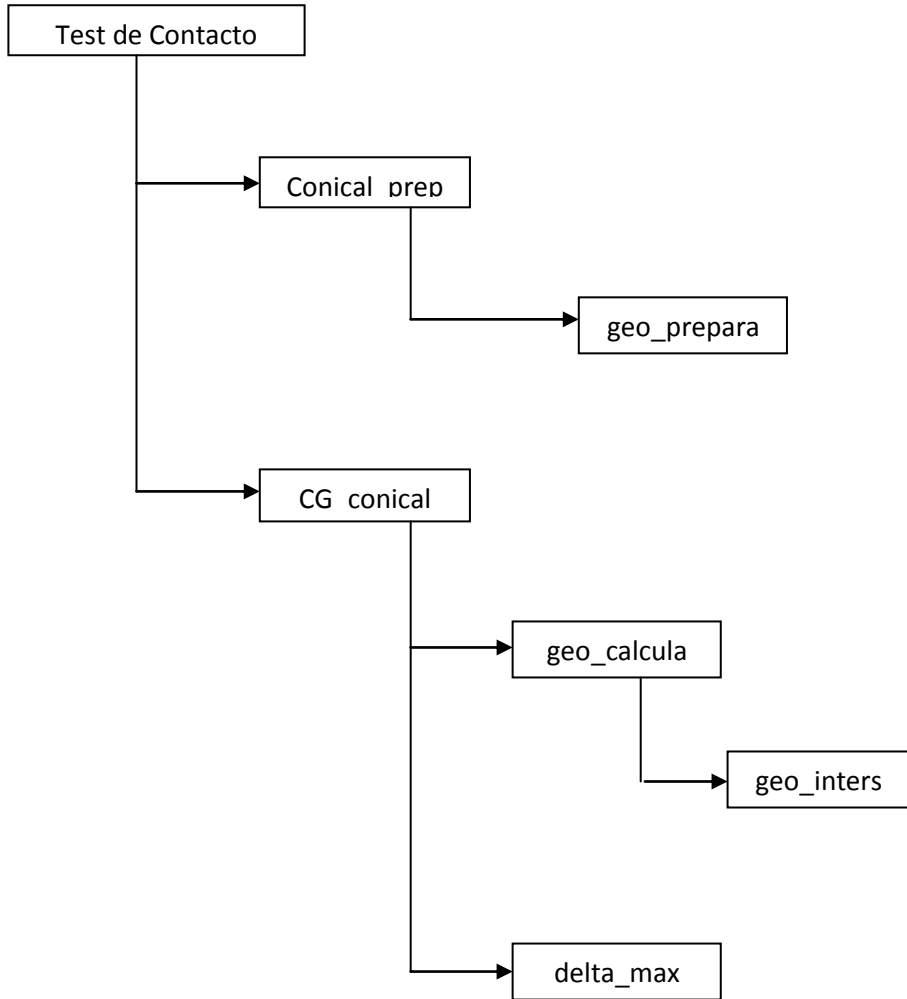 Test de Contacto
Conical_prep
geo_prepara
CG_conical
geo_calcula
geo_inters
delta_max